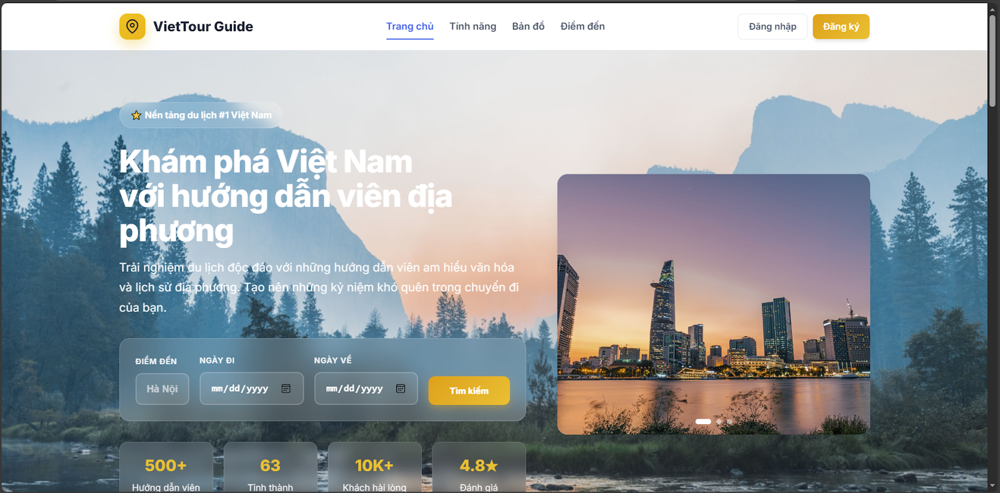 VietTour Guide
Trang chủ
Tính năng
Bản đồ
Điểm đến
Đăng nhập
Đăng ký
Nền tảng du lịch #1 Việt Nam
Khám phá Việt Nam
với hướng dẫn viên địa
phương
Trải nghiệm du lịch độc đáo với những hướng dẫn viên am hiểu văn hóa
và lịch sử địa phương. Tạo nên những kỷ niệm khó quên trong chuyến đi
của bạn.
ĐIỂM ĐẾN
NGÀY ĐI
NGÀY VỀ
Hà Nội
mm/dd/yyyy
mm/dd/yyyy
Tìm kiếm
500+
63
10K+
4.8★
Hướng dẫn viên
Tỉnh thành
Khách hài lòng
Đánh giá